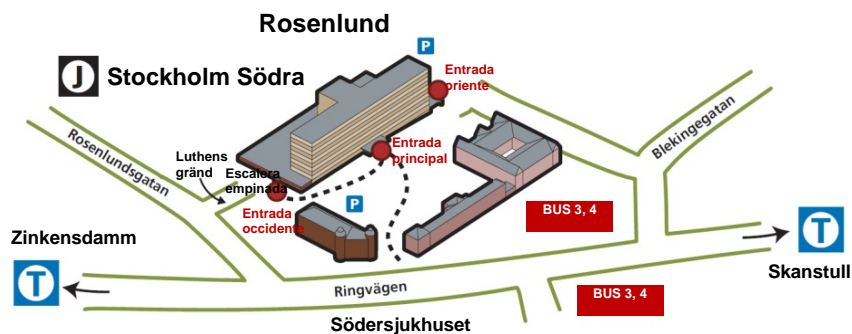 Rosenlund
P
J Stockholm Södra
Entrada
oriente
Blekingegatan
Rosenlundsgatan
Luthens
gränd
Escalera
empinada
Entrada
principal
Entrada
occidente
P
BUS 3, 4
Zinkensdamm
T
T
Skanstull
Ringvägen
BUS 3, 4
Södersjukhuset